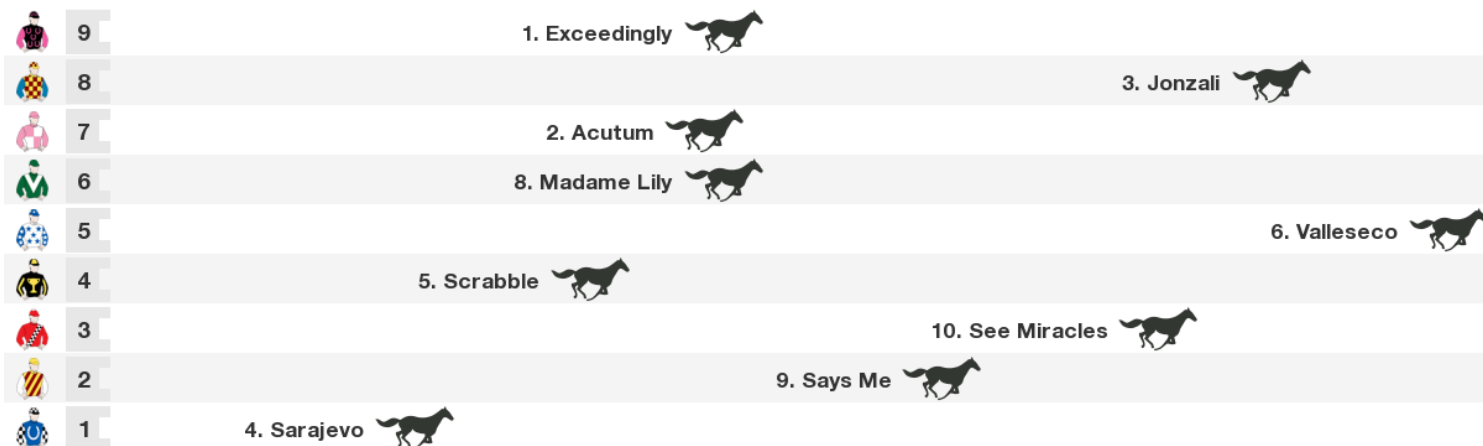 9 1. Exceedingly
8 3. Jonzali
7 2. Acutum
6 8. Madame Lily
5 6. Valleseco
4 5. Scrabble
3 10. See Miracles
2 9. Says Me
1 4. Sarajevo